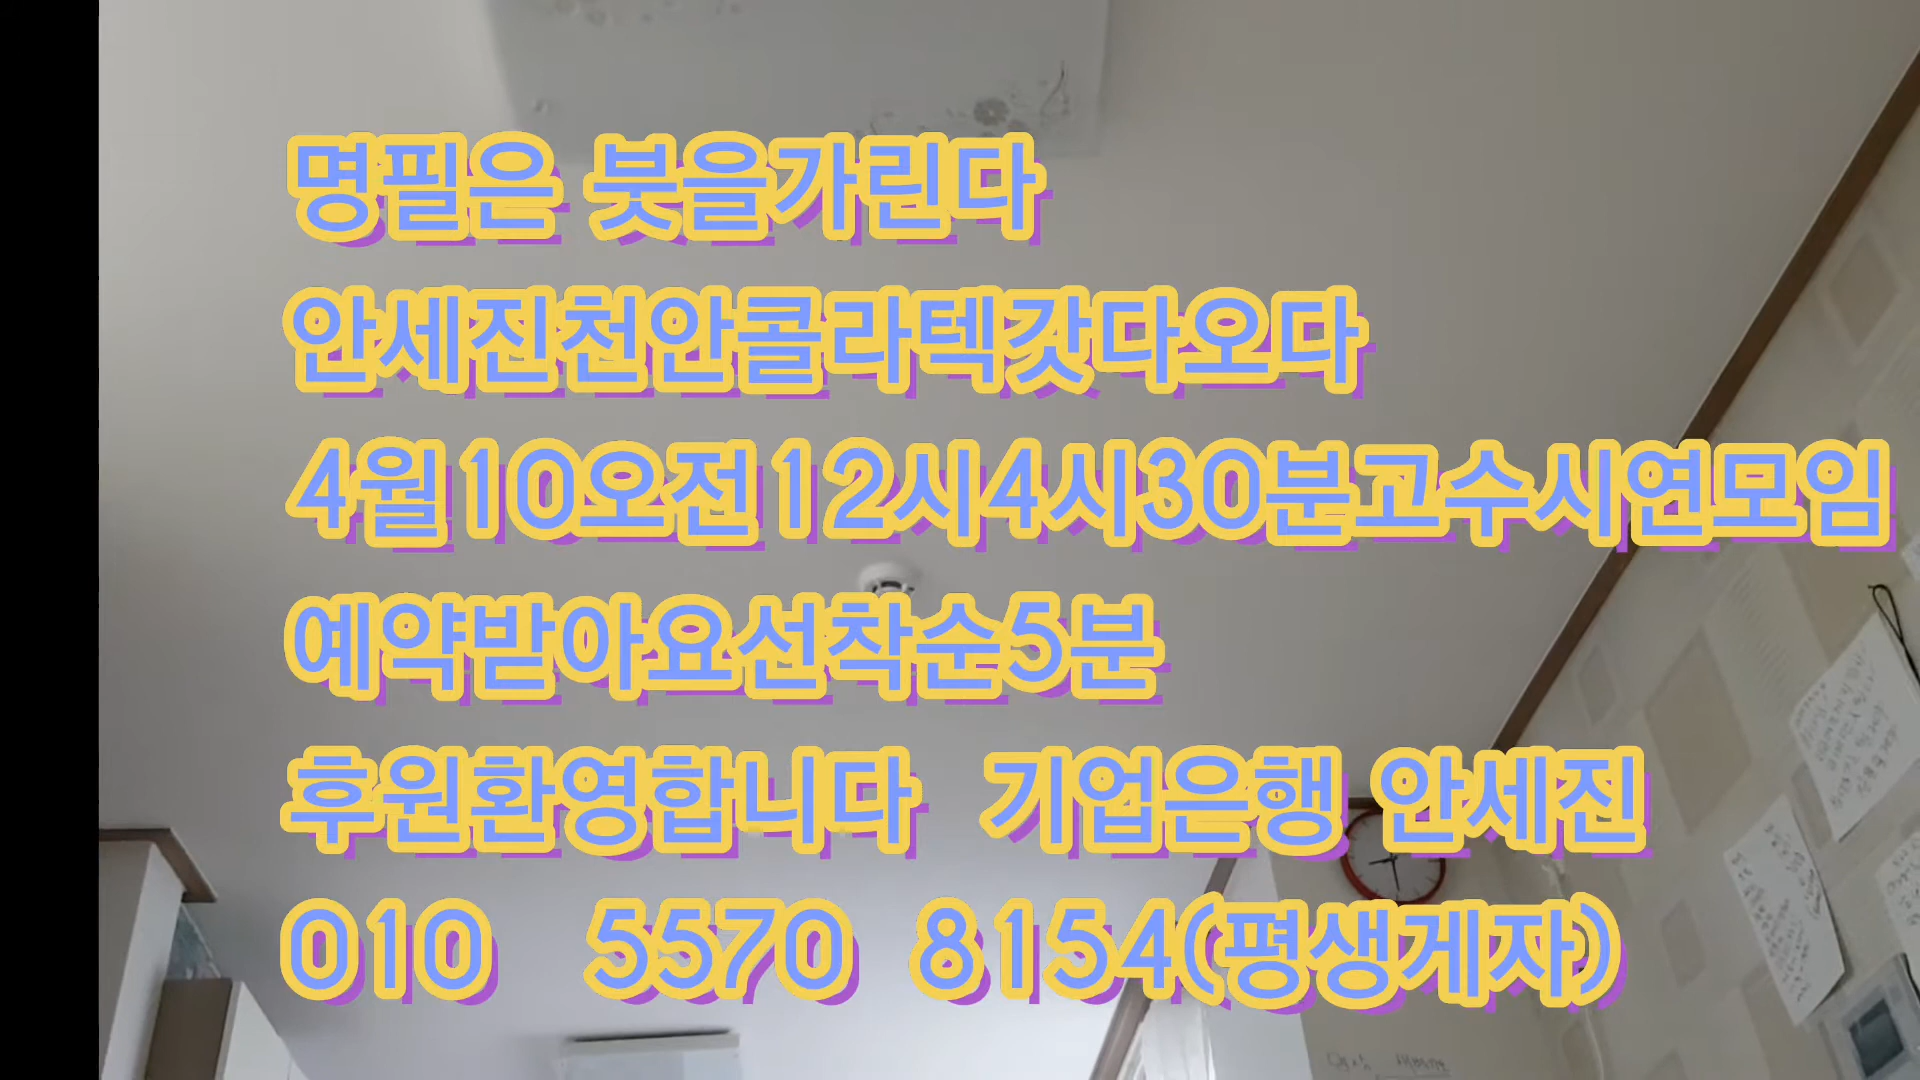 명필은 붓을가린다
안세진천안콜라텍갓다오다
4월10오전12시4시30분고수시연모임
예약받아요선착순5분
후원환영합니다 기업은행 안세진
010 5570 8154(평생게자)